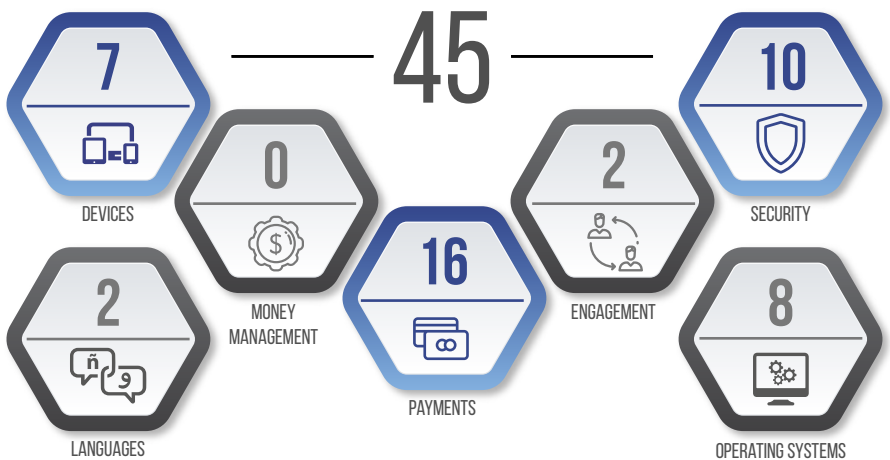 45
7
DEVICES
0
$
MONEY
MANAGEMENT
16
PAYMENTS
2
ENGAGEMENT
10
SECURITY
2
ñ
و
LANGUAGES
8
OPERATING SYSTEMS